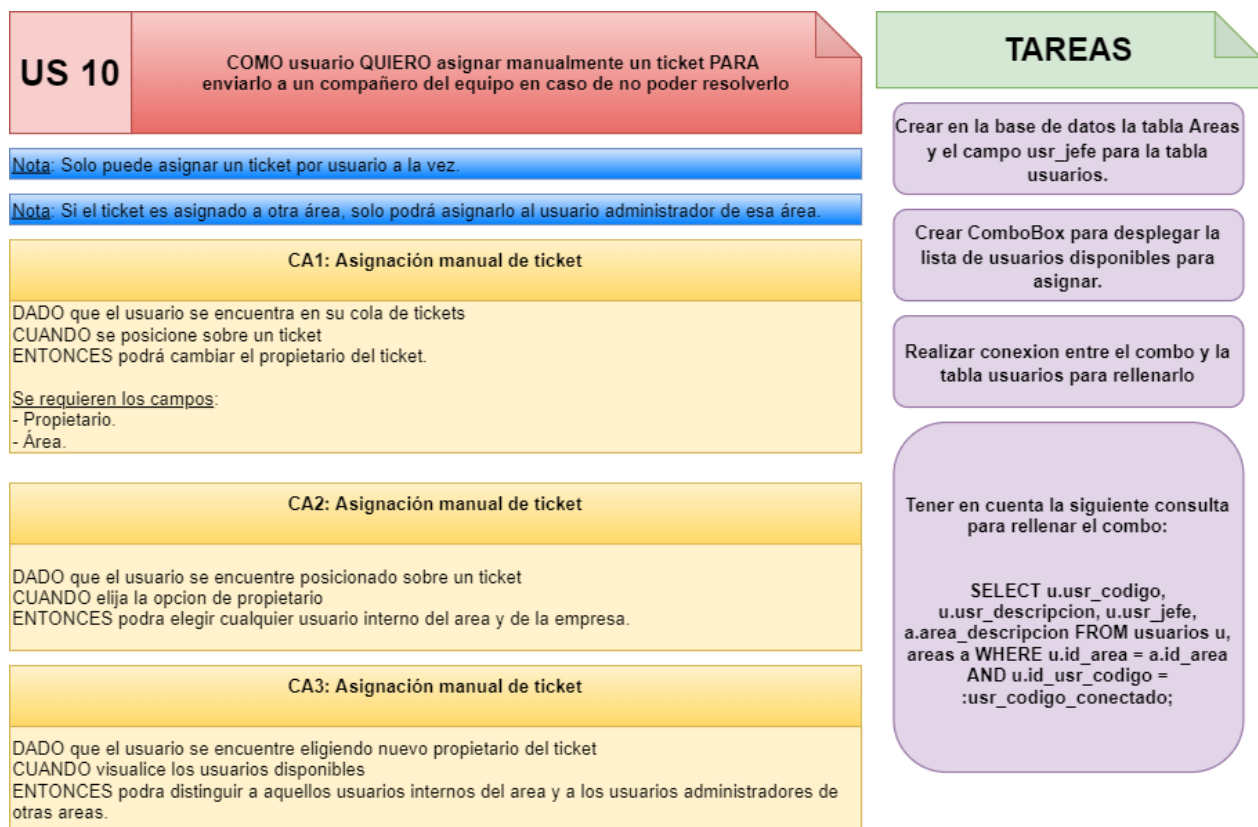 US 10
COMO usuario QUIERO asignar manualmente un ticket PARA
enviarlo a un compañero del equipo en caso de no poder resolverlo
Nota: Solo puede asignar un ticket por usuario a la vez.
Nota: Si el ticket es asignado a otra área, solo podrá asignarlo al usuario administrador de esa área.
CA1: Asignación manual de ticket
DADO que el usuario se encuentra en su cola de tickets
CUANDO se posicione sobre un ticket
ENTONCES podrá cambiar el propietario del ticket.
Se requieren los campos:
- Propietario.
- Área.
CA2: Asignación manual de ticket
DADO que el usuario se encuentre posicionado sobre un ticket
CUANDO elija la opcion de propietario
ENTONCES podra elegir cualquier usuario interno del area y de la empresa.
CA3: Asignación manual de ticket
DADO que el usuario se encuentre eligiendo nuevo propietario del ticket
CUANDO visualice los usuarios disponibles
ENTONCES podra distinguir a aquellos usuarios internos del area y a los usuarios administradores de
otras areas.
TAREAS
Crear en la base de datos la tabla Areas
y el campo usr_jefe para la tabla
usuarios.
Crear ComboBox para desplegar la
lista de usuarios disponibles para
asignar.
Realizar conexion entre el combo y la
tabla usuarios para rellenarlo
Tener en cuenta la siguiente consulta
para rellenar el combo:
SELECT u.usr_codigo,
u.usr_descripcion, u.usr_jefe,
a.area_descripcion FROM usuarios u,
areas a WHERE u.id_area = a.id_area
AND u.id_usr_codigo =
:usr_codigo_conectado;